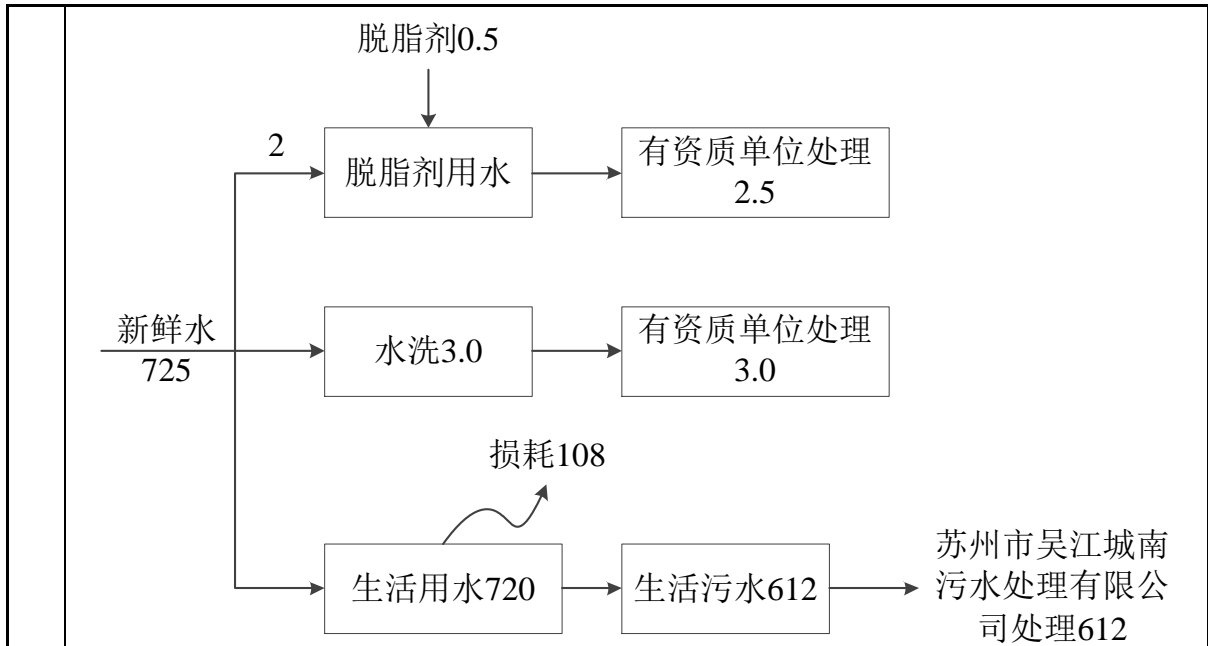 脱脂剂0.5
2
脱脂剂用水
有资质单位处理
2.5
新鲜水
725
水洗3.0
有资质单位处理
3.0
损耗108
生活用水720
生活污水612
苏州市吴江城南
污水处理有限公
司处理612